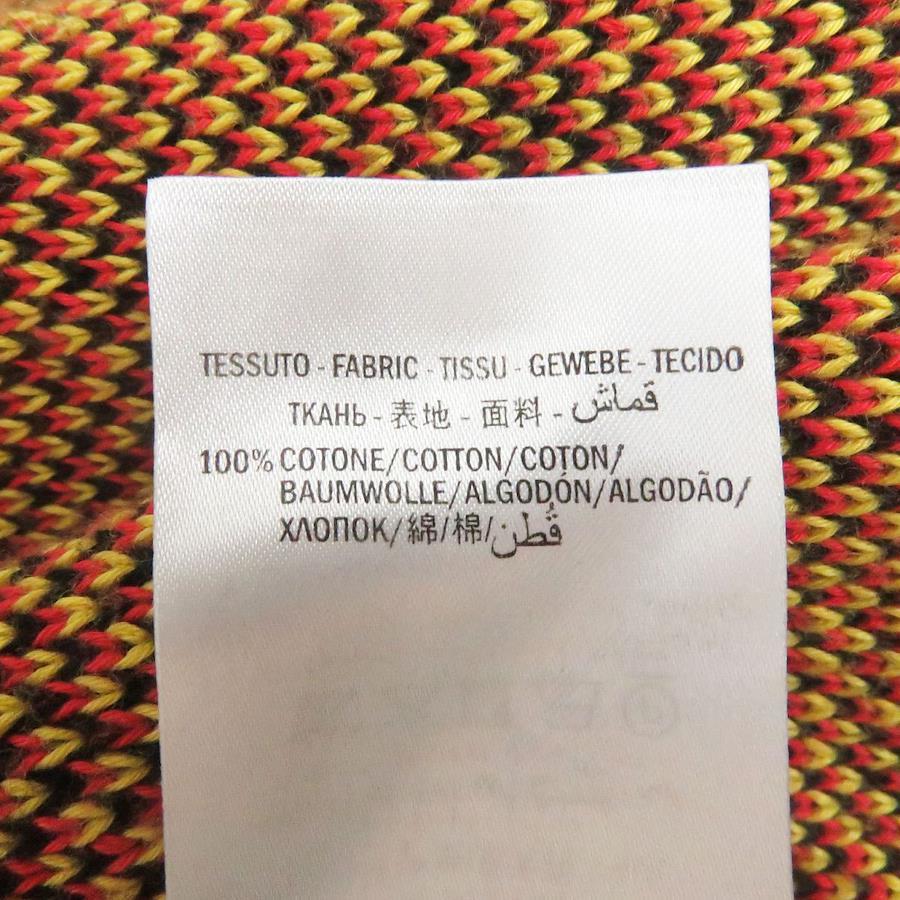 TESSUTO - FABRIC - TISSU - GEWEBE - TECIDO
ТКАНЬ - 表地 - 面料 - قماش
100% COTONE/COTTON/COTON/
BAUMWOLLE/ALGODÓN/ALGODÃO/
ХЛОПОК/綿/棉/قُطن